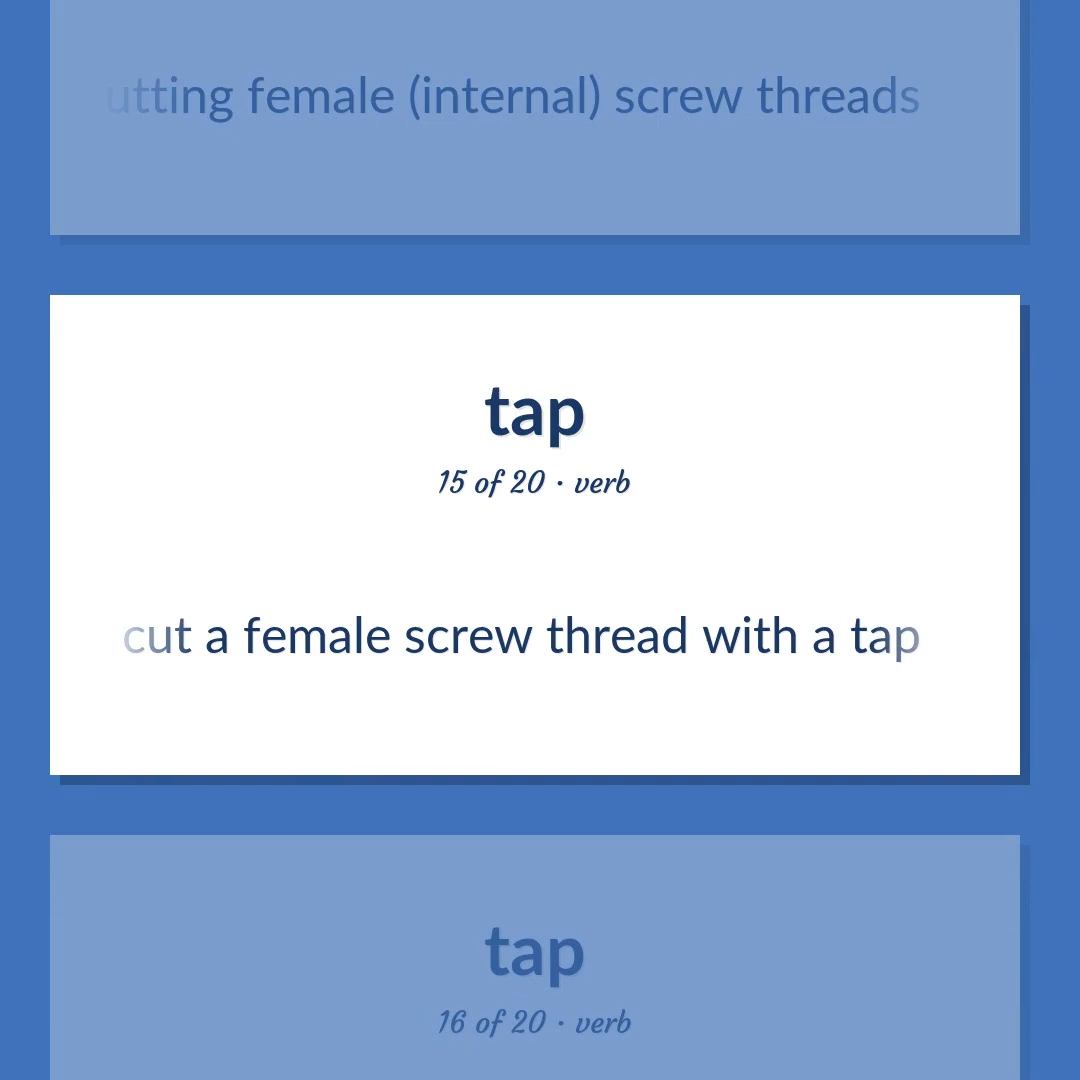 utting female (internal) screw threads
tap
15 of 20 · verb
cut a female screw thread with a tap
tap
16 of 20 · verb